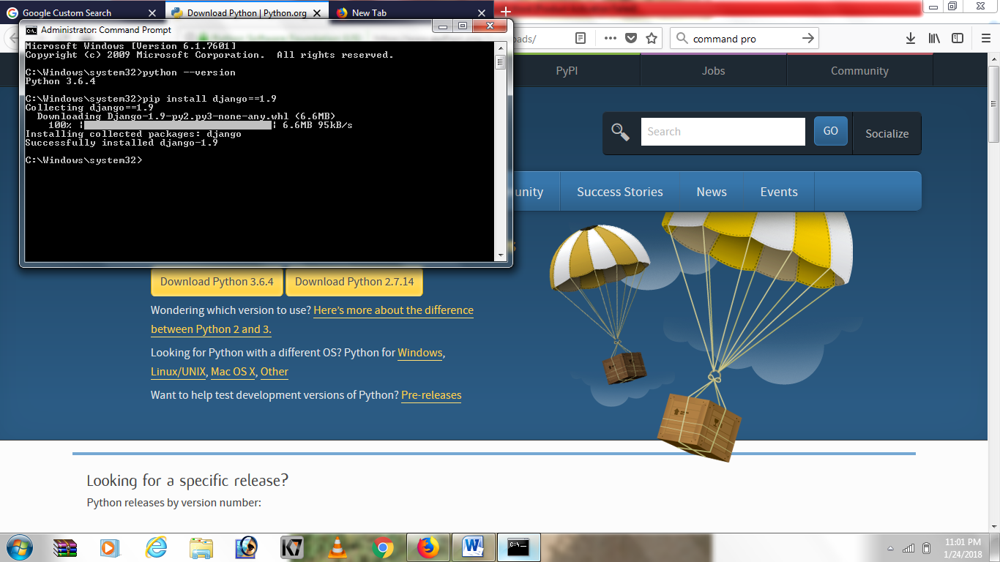 Google Custom Search
Download Python | Python.org
New Tab
Administrator: Command Prompt
oads/
command pro
Microsoft Windows [Version 6.1.7601]
Copyright (c) 2009 Microsoft Corporation.  All rights reserved.
C:\Windows\system32>python --version
Python 3.6.4
C:\Windows\system32>pip install django==1.9
Collecting django==1.9
Downloading Django-1.9-py2.py3-none-any.whl (6.6MB)
100% 6.6MB 95kB/s
Installing collected packages: django
Successfully installed django-1.9
C:\Windows\system32>
PyPI
Jobs
Community
Search
GO
Socialize
unity
Success Stories
News
Events
Download Python 3.6.4
Download Python 2.7.14
Wondering which version to use? Here's more about the difference
between Python 2 and 3.
Looking for Python with a different OS? Python for Windows,
Linux/UNIX, Mac OS X, Other
Want to help test development versions of Python? Pre-releases
Looking for a specific release?
Python releases by version number:
K7
11:01 PM
1/24/2018